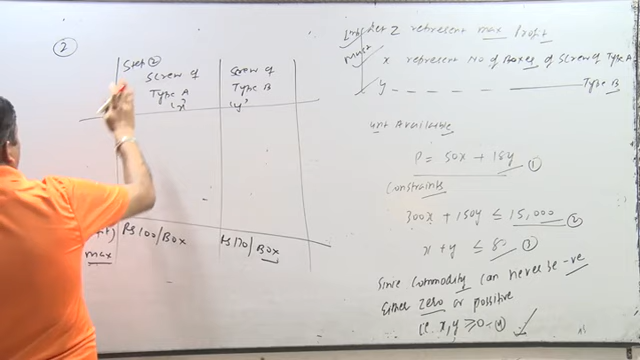 (2)
Step (2)
Screw of
Type A
(x)
Screw of
Type B
(y)
max
Rs 100/Box
Rs 170/Box
Let Z represent max Profit
x represent No of Boxes of Screw of Type A
y — — — — — Type B
Available
P = 50x + 18y (1)
Constraints
300x + 150y ≤ 15,000 (2)
x + y ≤ 80 (3)
Since Commodity can never be -ve
Either Zero or positive
i.e. x, y ≥ 0 - (4)